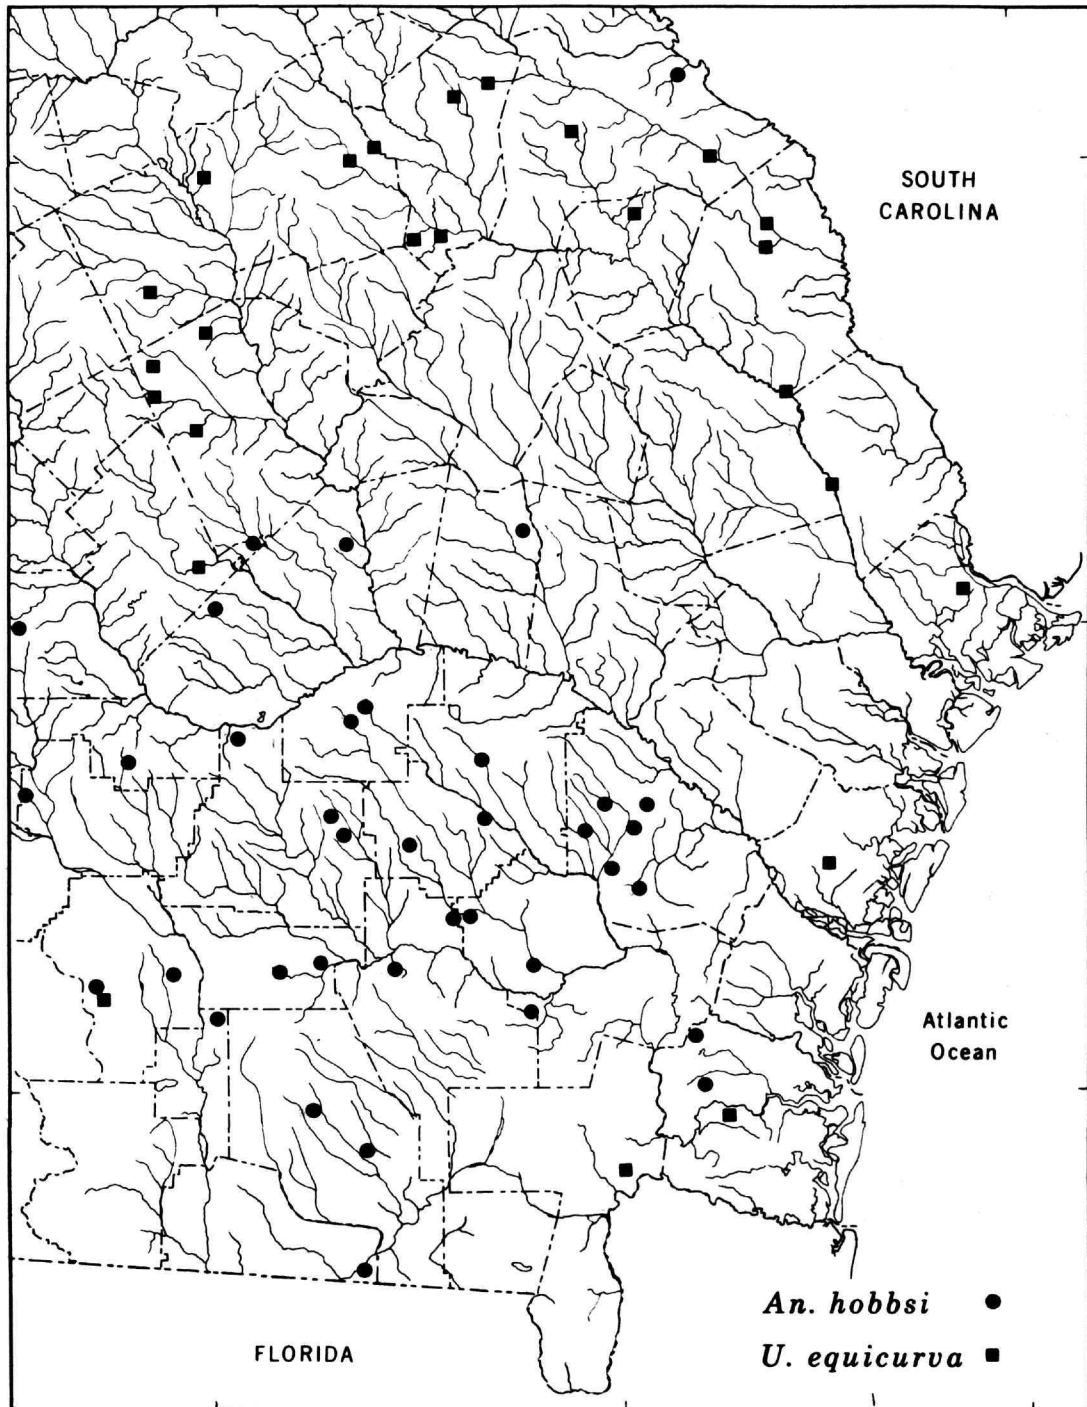 SOUTH
CAROLINA
Atlantic
Ocean
An. hobbsi
U. equicurva
FLORIDA